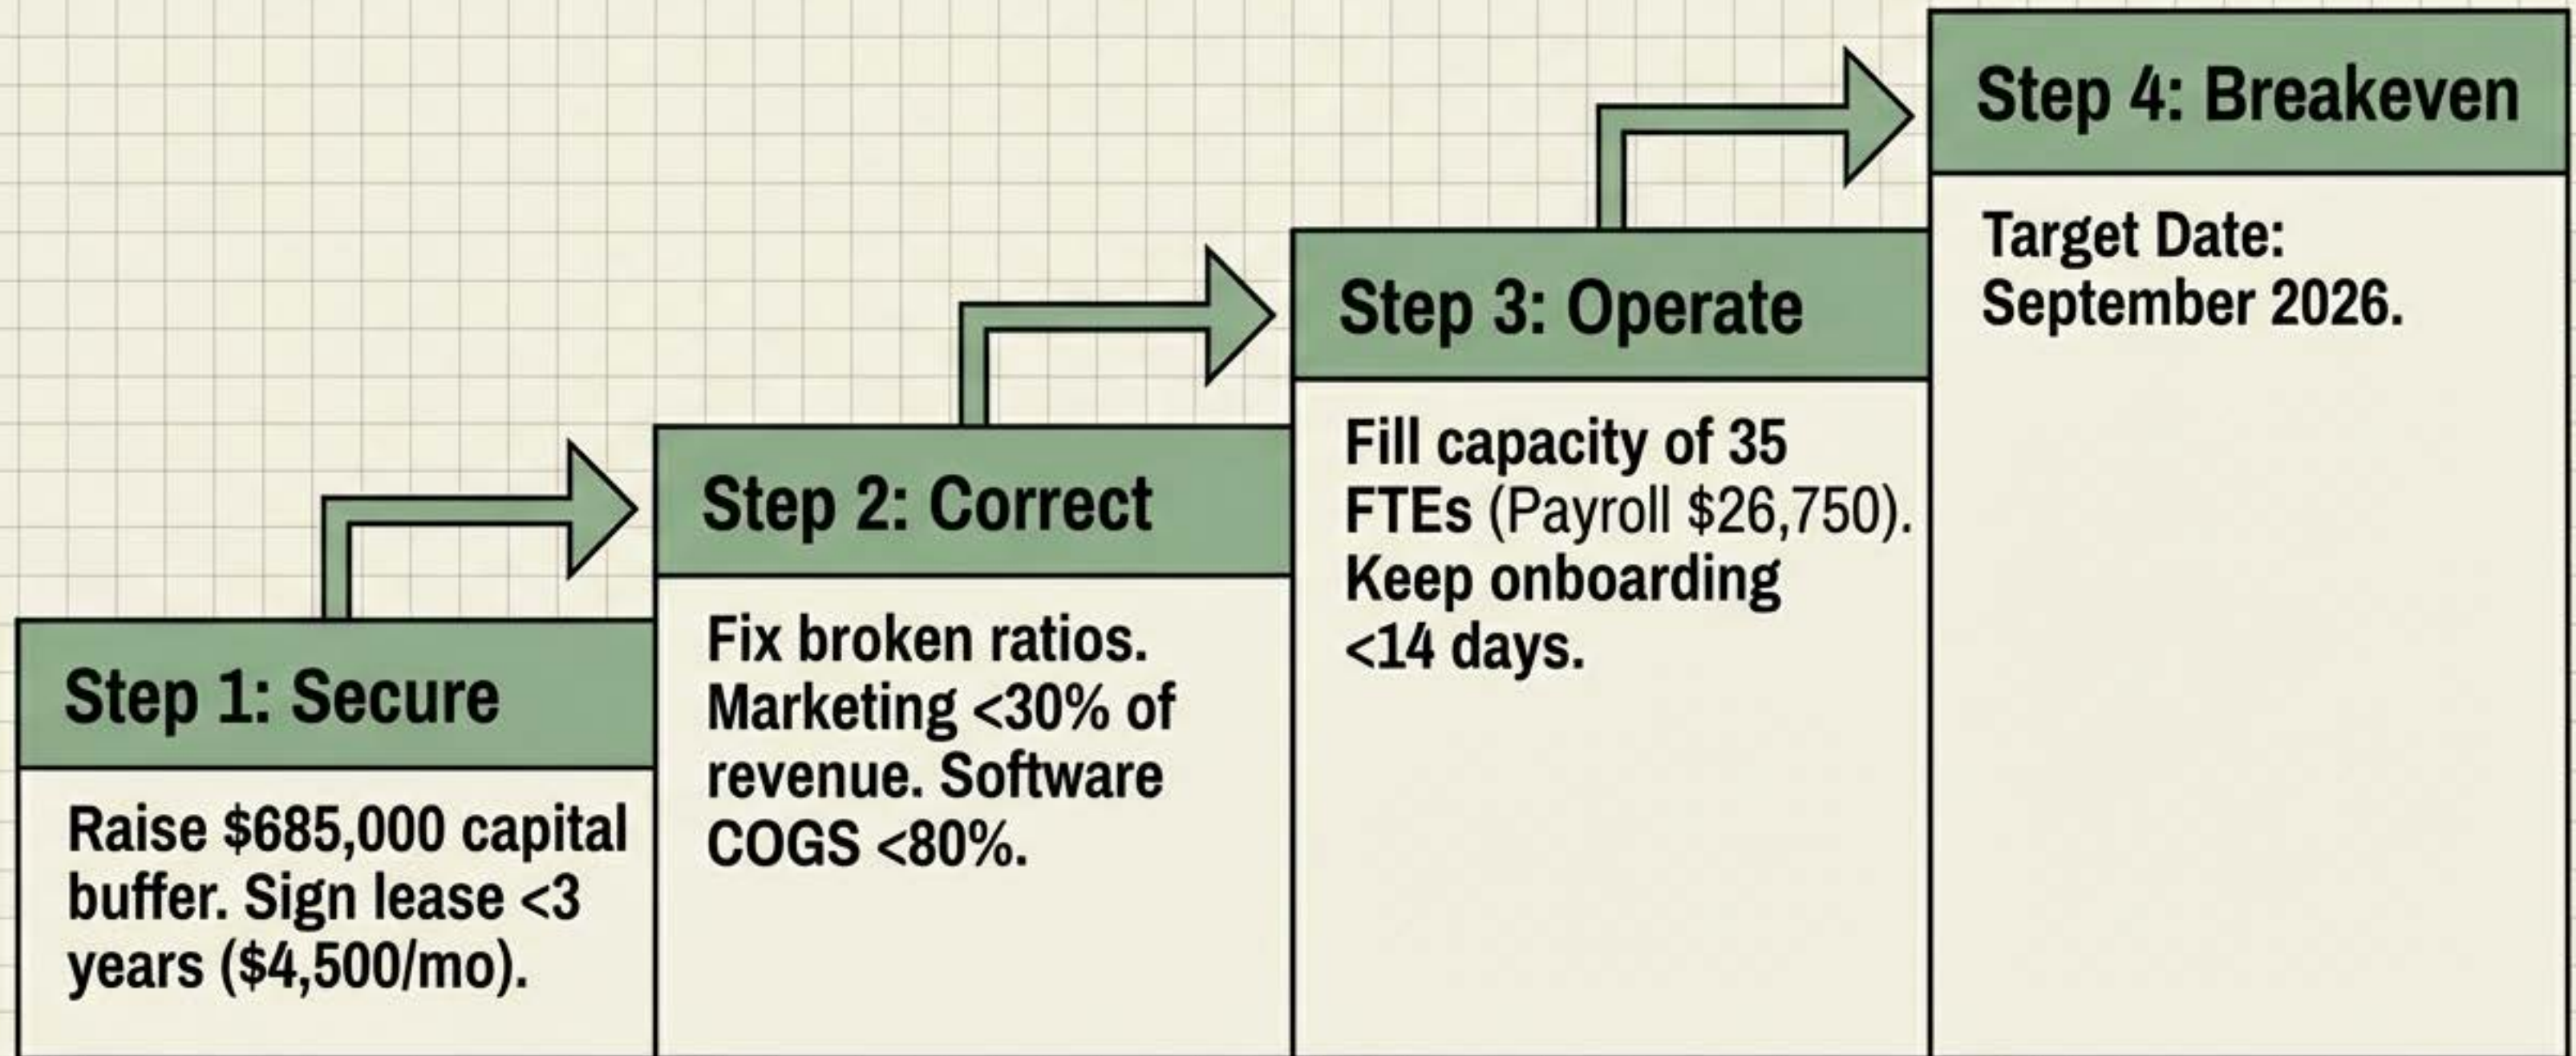 Step 1: Secure
Raise $685,000 capital
buffer. Sign lease <3
years ($4,500/mo).
Step 2: Correct
Fix broken ratios.
Marketing <30% of
revenue. Software
COGS <80%.
Step 3: Operate
Fill capacity of 35
FTEs (Payroll $26,750).
Keep onboarding
<14 days.
Step 4: Breakeven
Target Date:
September 2026.